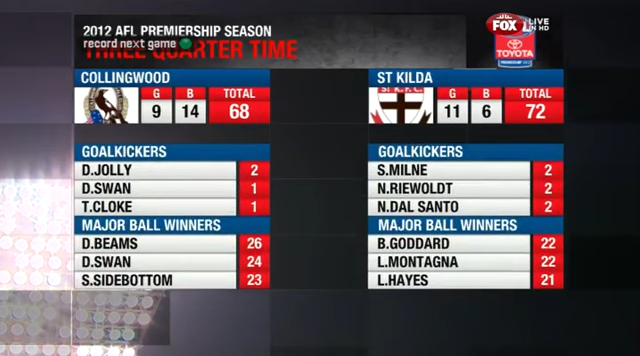 2012 AFL PREMIERSHIP SEASON
record next game
THREE QUARTER TIME
FOX
LIVE
IN HD
TOYOTA
COLLINGWOOD
G B TOTAL
9 14 68
ST KILDA
St K.F.C.
G B TOTAL
11 6 72
GOALKICKERS
D.JOLLY 2
D.SWAN 1
T.CLOKE 1
MAJOR BALL WINNERS
D.BEAMS 26
D.SWAN 24
S.SIDEBOTTOM 23
GOALKICKERS
S.MILNE 2
N.RIEWOLDT 2
N.DAL SANTO 2
MAJOR BALL WINNERS
B.GODDARD 22
L.MONTAGNA 22
L.HAYES 21